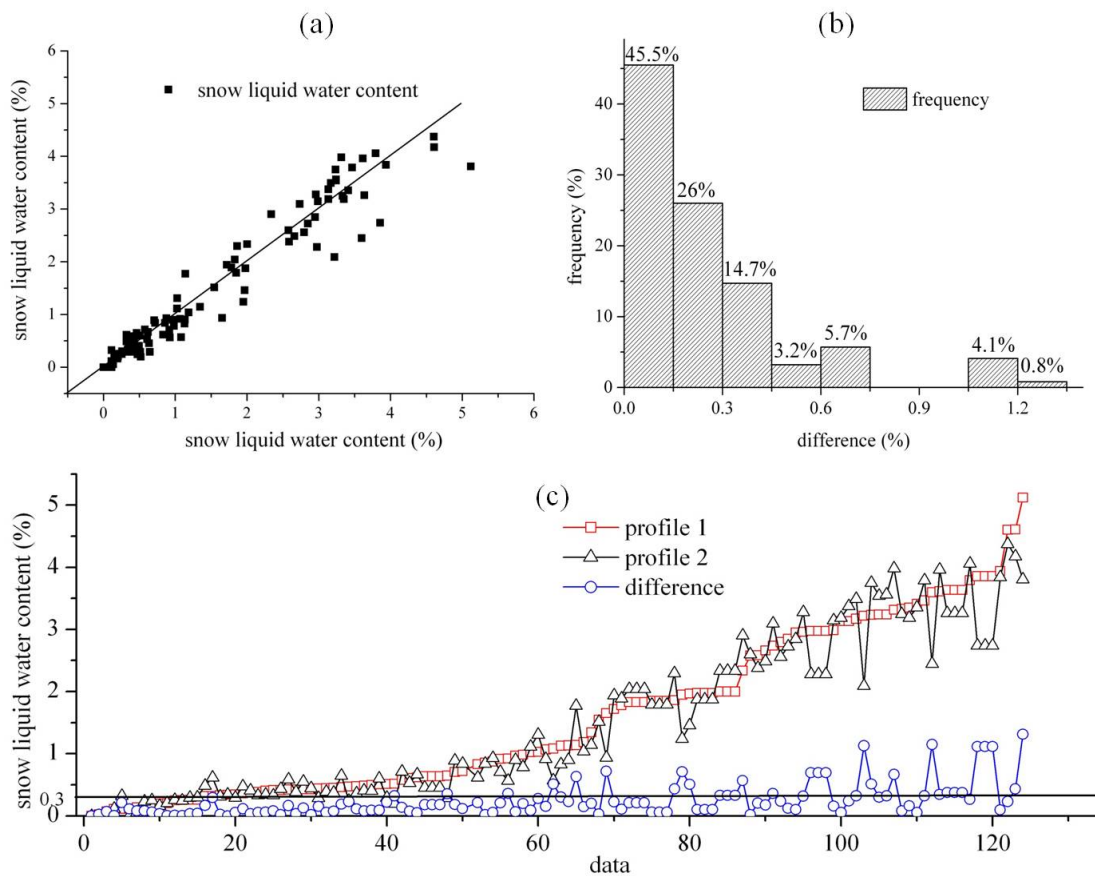 (a)
snow liquid water content (%)
6
5
4
3
2
1
0
snow liquid water content
0 1 2 3 4 5 6
snow liquid water content (%)
(b)
frequency (%)
40
30
20
10
0
45.5%
26%
14.7%
3.2%
5.7%
4.1%
0.8%
frequency
0.0 0.3 0.6 0.9 1.2
difference (%)
(c)
snow liquid water content (%)
5
4
3
2
1
0.3
0
profile 1
profile 2
difference
0 20 40 60 80 100 120
data